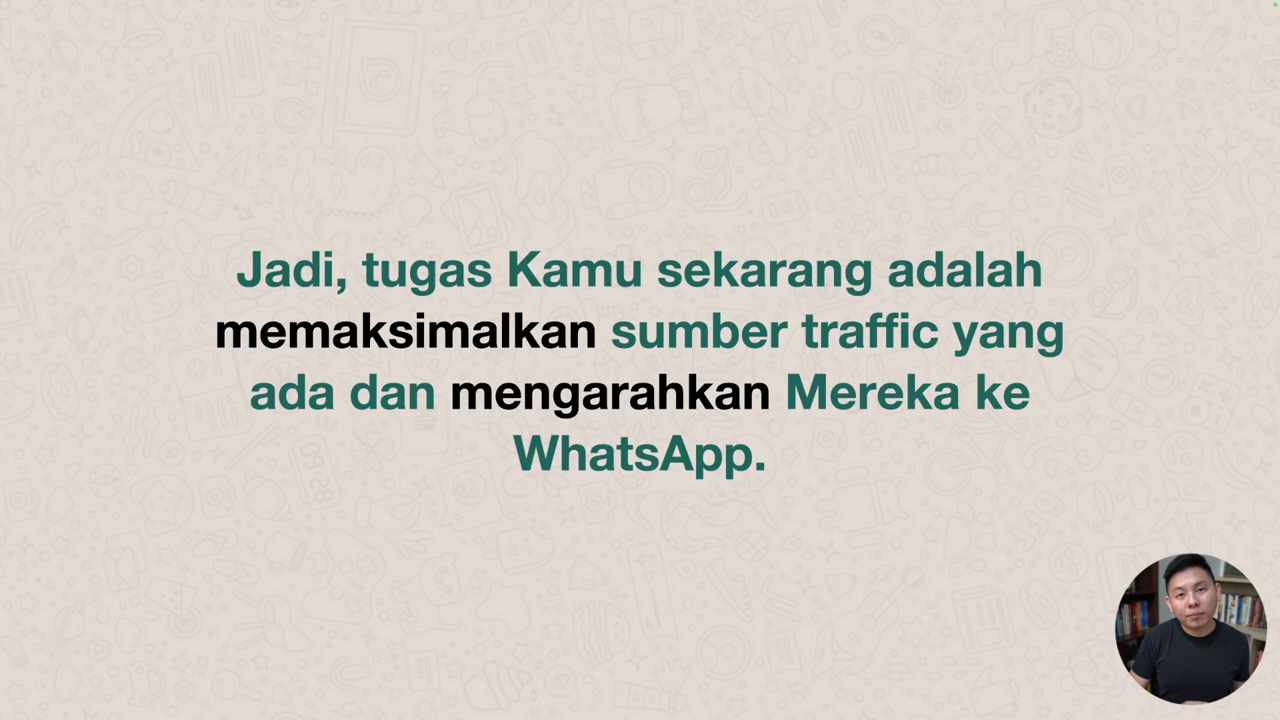 Jadi, tugas Kamu sekarang adalah
memaksimalkan sumber traffic yang
ada dan mengarahkan Mereka ke
WhatsApp.